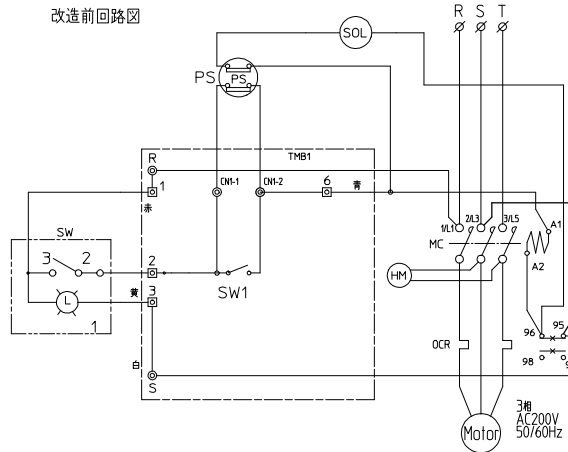 改造前回路図
R S T
SOL
PS
PS
R
TMB1
1
CN1-1
CN1-2
6
青
赤
1/L1
2/L3
3/L5
A1
MC
SW
A2
3
2
2
HM
L
黄
3
SW1
1
OCR
96
95
98
白
S
Motor
3相
AC200V
50/60Hz